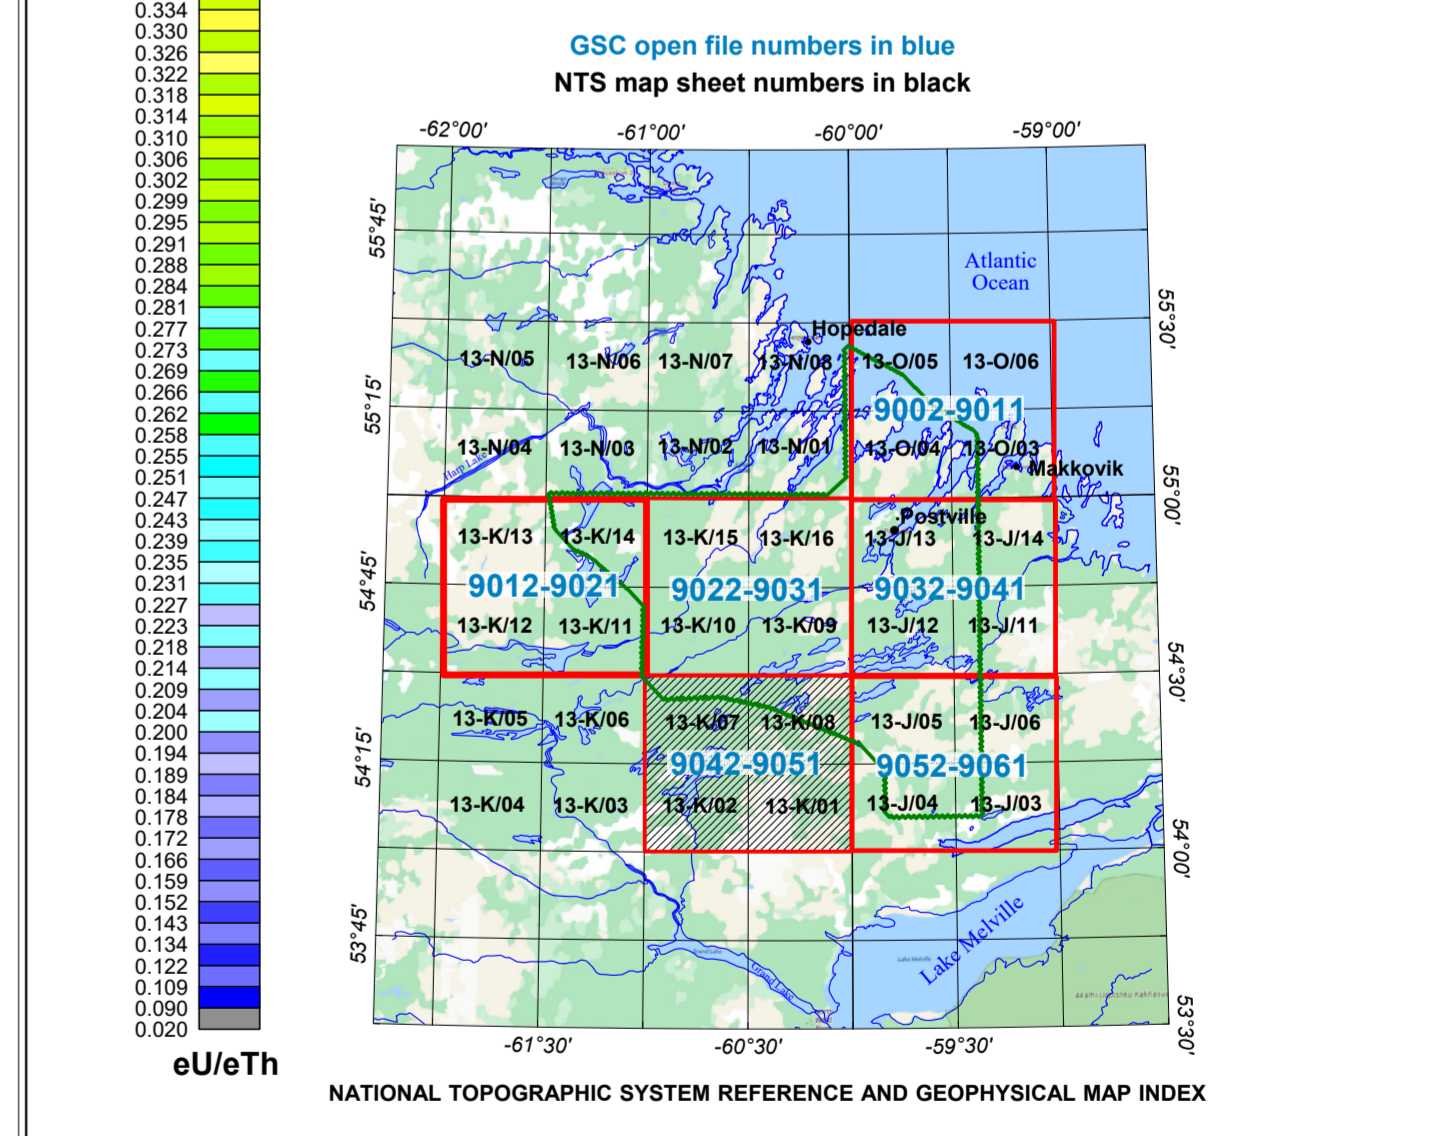 0.334
0.330
0.326
0.322
0.318
0.314
0.310
0.306
0.302
0.299
0.295
0.291
0.288
0.284
0.281
0.277
0.273
0.269
0.266
0.262
0.258
0.255
0.251
0.247
0.243
0.239
0.235
0.231
0.227
0.223
0.218
0.214
0.209
0.204
0.200
0.194
0.189
0.184
0.178
0.172
0.166
0.159
0.152
0.143
0.134
0.122
0.109
0.090
0.020
eU/eTh
GSC open file numbers in blue
NTS map sheet numbers in black
-62°00' -61°00' -60°00' -59°00'
55°45'
55°15'
54°45'
54°15'
53°45'
Atlantic
Ocean
Hopedale
13-N/05 13-N/06 13-N/07 13-N/08 13-O/05 13-O/06
9002-9011
13-N/04 13-N/03 13-N/02 13-N/01 13-O/04 13-O/03
Harp Lake
Makkovik
Postville
13-K/13 13-K/14 13-K/15 13-K/16 13-J/13 13-J/14
9012-9021 9022-9031 9032-9041
13-K/12 13-K/11 13-K/10 13-K/09 13-J/12 13-J/11
13-K/05 13-K/06 13-K/07 13-K/08 13-J/05 13-J/06
9042-9051 9052-9061
13-K/04 13-K/03 13-K/02 13-K/01 13-J/04 13-J/03
Lake Melville
Lake Melville
Grand Lake
Grand Lake
55°30'
55°00'
54°30'
54°00'
53°30'
-61°30' -60°30' -59°30'
NATIONAL TOPOGRAPHIC SYSTEM REFERENCE AND GEOPHYSICAL MAP INDEX